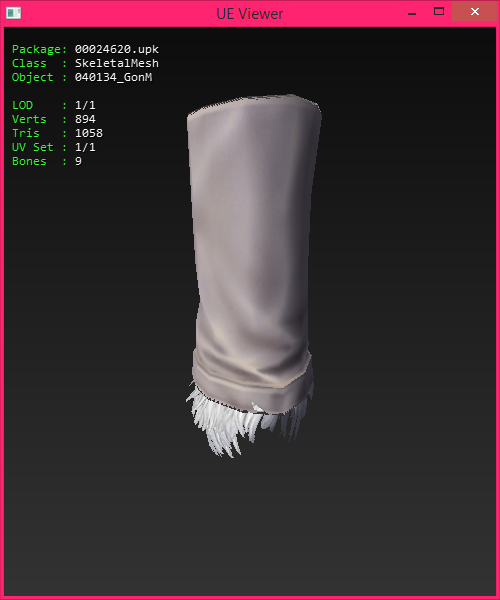 UE Viewer
Package: 00024620.upk
Class : SkeletalMesh
Object : 040134_GonM
LOD : 1/1
Verts : 894
Tris : 1058
UV Set : 1/1
Bones : 9